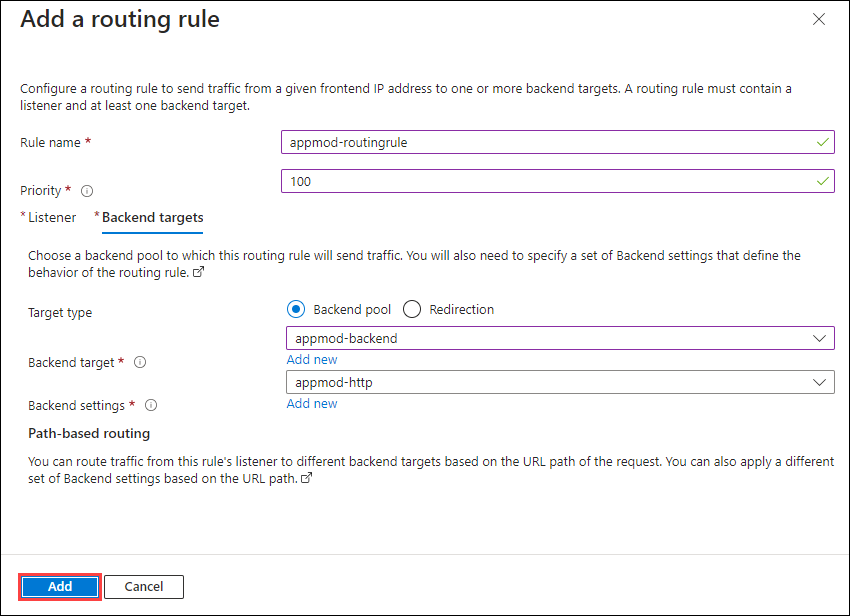 Add a routing rule
Configure a routing rule to send traffic from a given frontend IP address to one or more backend targets. A routing rule must contain a
listener and at least one backend target.
Rule name *
appmod-routingrule
Priority *
100
* Listener * Backend targets
Choose a backend pool to which this routing rule will send traffic. You will also need to specify a set of Backend settings that define the
behavior of the routing rule.
Target type
Backend pool Redirection
appmod-backend
Backend target *
Add new
appmod-http
Backend settings *
Add new
Path-based routing
You can route traffic from this rule's listener to different backend targets based on the URL path of the request. You can also apply a different
set of Backend settings based on the URL path.
Add Cancel